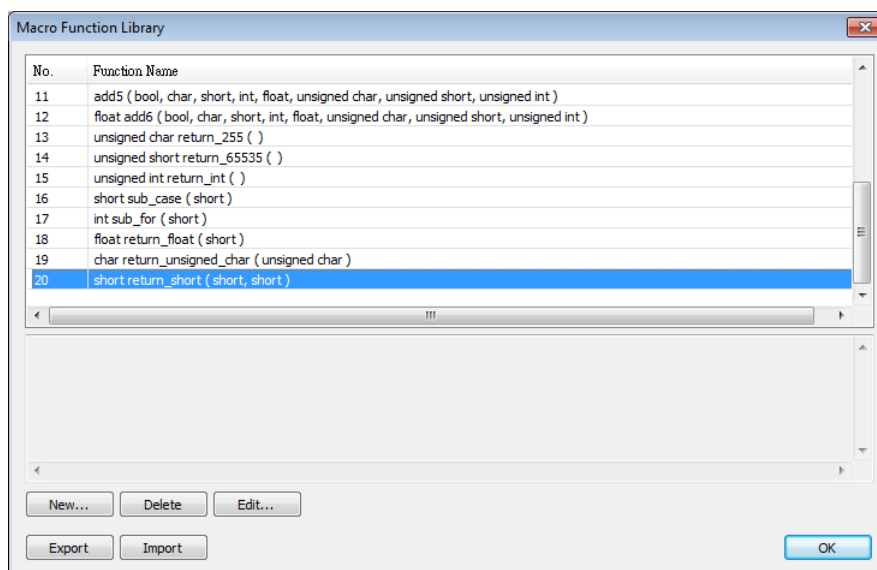 Macro Function Library
No. Function Name
11 add5 ( bool, char, short, int, float, unsigned char, unsigned short, unsigned int )
12 float add6 ( bool, char, short, int, float, unsigned char, unsigned short, unsigned int )
13 unsigned char return_255 ( )
14 unsigned short return_65535 ( )
15 unsigned int return_int ( )
16 short sub_case ( short )
17 int sub_for ( short )
18 float return_float ( short )
19 char return_unsigned_char ( unsigned char )
20 short return_short ( short, short )
New... Delete Edit...
Export Import OK